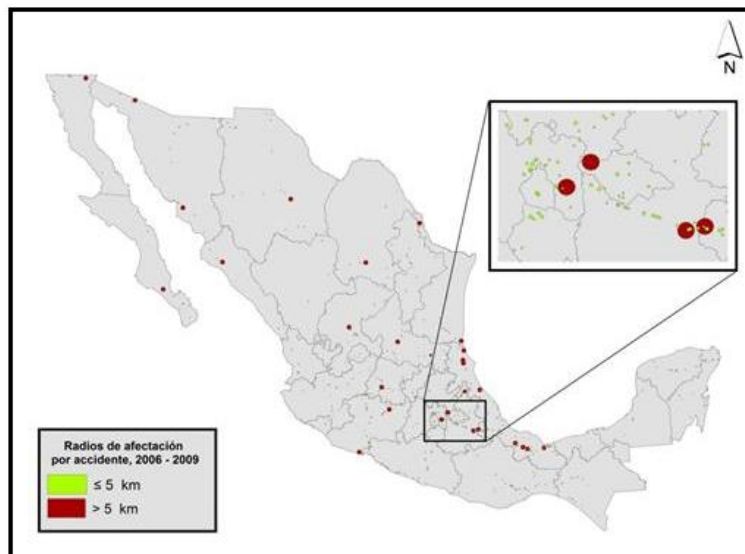 N
Radios de afectación
por accidente, 2006 - 2009
≤ 5 km
> 5 km